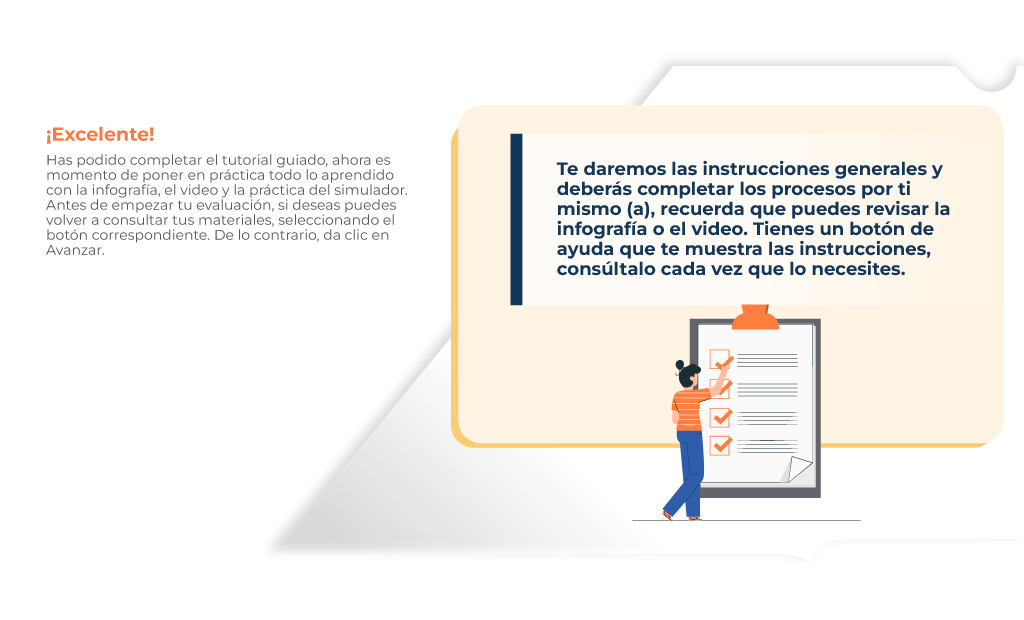 ¡Excelente!
Has podido completar el tutorial guiado, ahora es
momento de poner en práctica todo lo aprendido
con la infografía, el video y la práctica del simulador.
Antes de empezar tu evaluación, si deseas puedes
volver a consultar tus materiales, seleccionando el
botón correspondiente. De lo contrario, da clic en
Avanzar.
Te daremos las instrucciones generales y
deberás completar los procesos por ti
mismo (a), recuerda que puedes revisar la
infografía o el video. Tienes un botón de
ayuda que te muestra las instrucciones,
consúltalo cada vez que lo necesites.